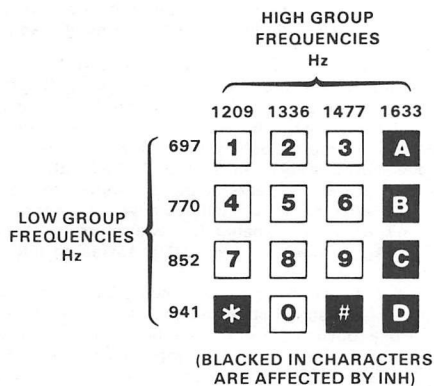 HIGH GROUP
FREQUENCIES
Hz
1209 1336 1477 1633
697 1 2 3 A
770 4 5 6 B
LOW GROUP
FREQUENCIES
Hz
852 7 8 9 C
941 * 0 # D
(BLACKED IN CHARACTERS
ARE AFFECTED BY INH)